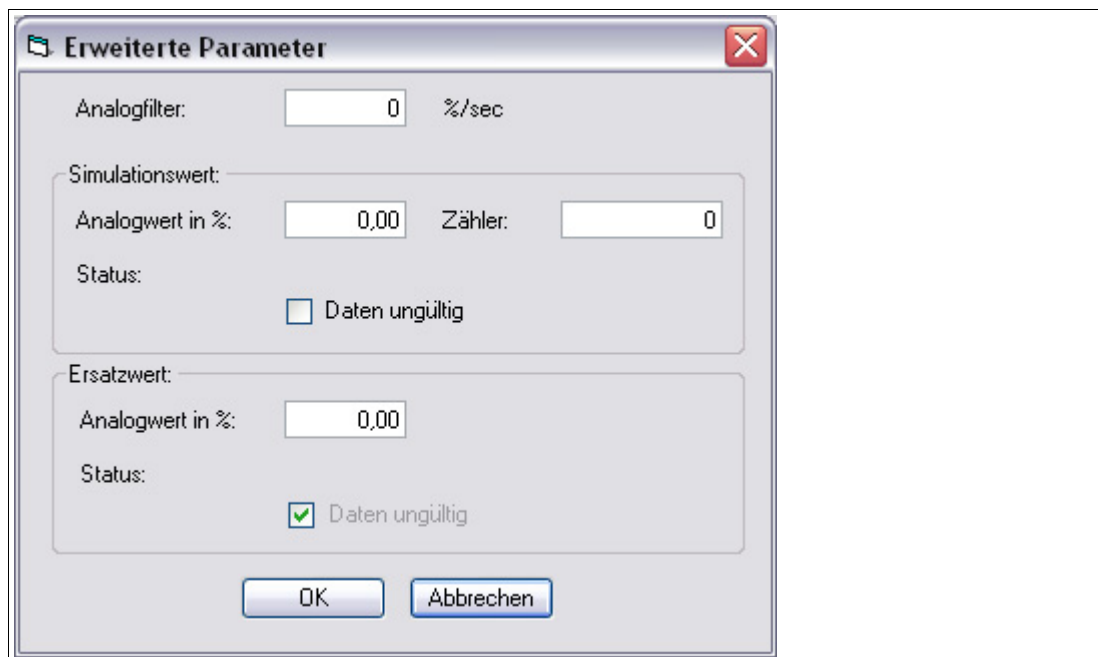 Erweiterte Parameter
Analogfilter: 0 %/sec
Simulationswert:
Analogwert in %: 0,00 Zähler: 0
Status:
Daten ungültig
Ersatzwert:
Analogwert in %: 0,00
Status:
Daten ungültig
OK Abbrechen